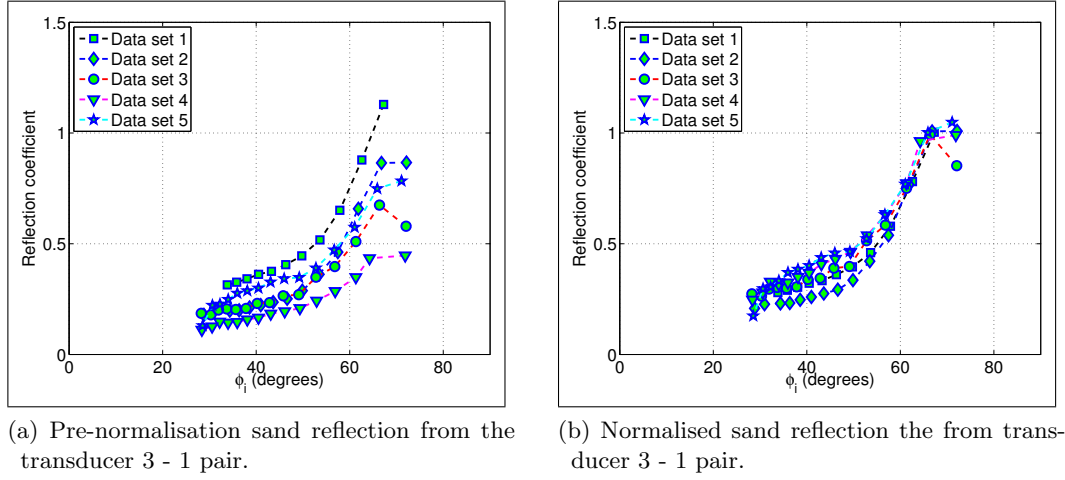 1.5
1
0.5
0
Reflection coefficient
Data set 1
Data set 2
Data set 3
Data set 4
Data set 5
0 20 40 60 80
ϕi (degrees)
(a) Pre-normalisation sand reflection from the
transducer 3 - 1 pair.
1.5
1
0.5
0
Reflection coefficient
Data set 1
Data set 2
Data set 3
Data set 4
Data set 5
0 20 40 60 80
ϕi (degrees)
(b) Normalised sand reflection the from trans-
ducer 3 - 1 pair.